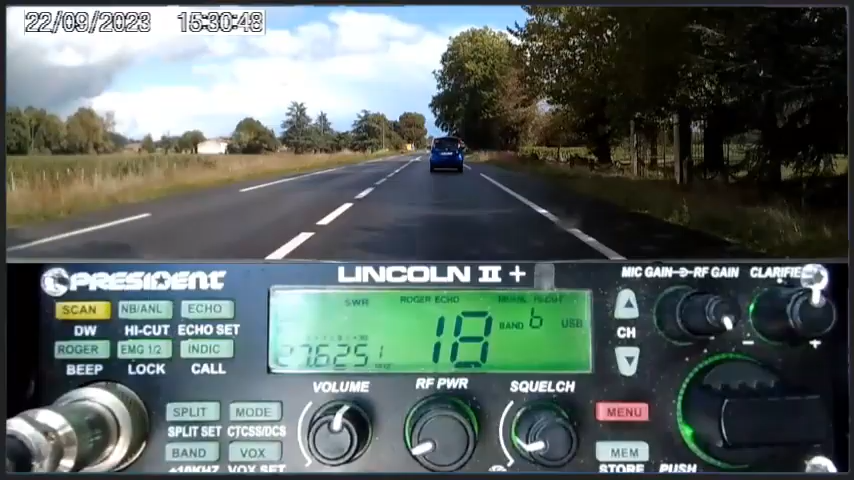 22/09/2023 15:30:48
PRESIDENT LINCOLN II + MIC GAIN RF GAIN CLARIFIE
SCAN NB/ANL ECHO
DW HI-CUT ECHO SET
ROGER EMG 1/2 INDIC
BEEP LOCK CALL
SWR ROGER ECHO
18 BAND 6 USB
27.6251
CH
VOLUME RF PWR SQUELCH
SPLIT MODE MENU
SPLIT SET CTCSS/DCS
BAND VOX MEM
+10KHZ VOX SET STORE PUSH
- +